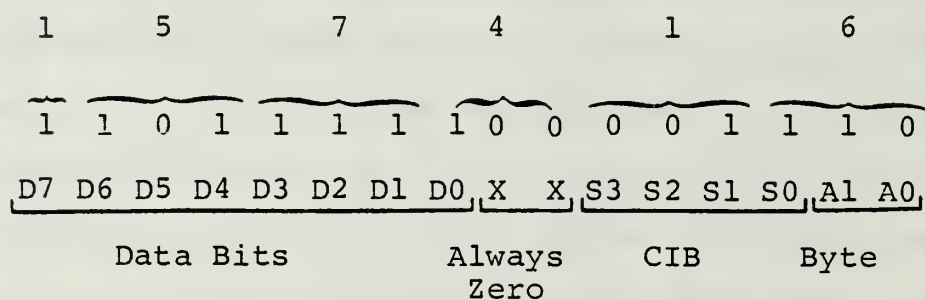 1 5 7 4 1 6
1 1 0 1 1 1 1 1 0 0 0 0 1 1 1 0
D7 D6 D5 D4 D3 D2 D1 D0 X X S3 S2 S1 S0 A1 A0
Data Bits Always CIB Byte
Zero